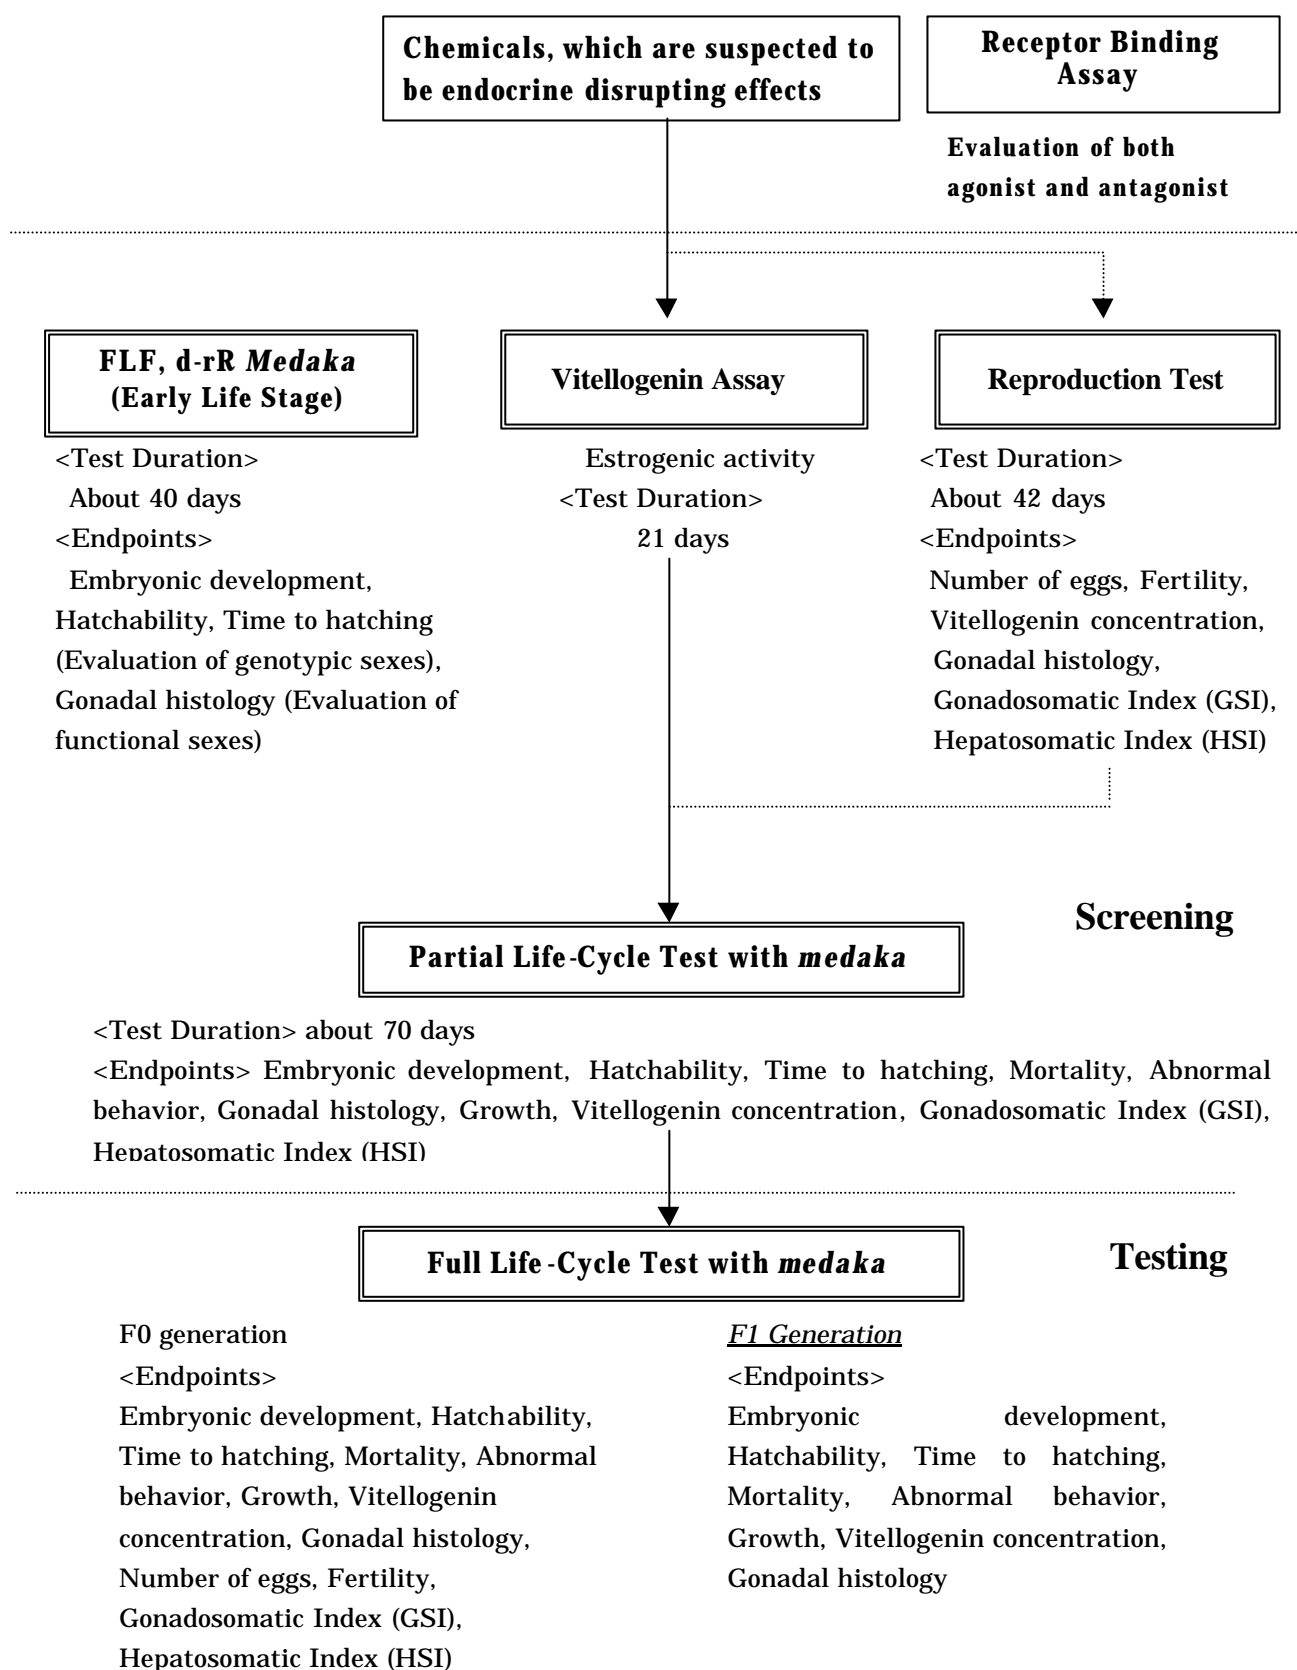 Chemicals, which are suspected to
be endocrine disrupting effects
Receptor Binding
Assay
Evaluation of both
agonist and antagonist
FLF, d-rR Medaka
(Early Life Stage)
<Test Duration>
About 40 days
<Endpoints>
Embryonic development,
Hatchability, Time to hatching
(Evaluation of genotypic sexes),
Gonadal histology (Evaluation of
functional sexes)
Vitellogenin Assay
Estrogenic activity
<Test Duration>
21 days
Reproduction Test
<Test Duration>
About 42 days
<Endpoints>
Number of eggs, Fertility,
Vitellogenin concentration,
Gonadal histology,
Gonadosomatic Index (GSI),
Hepatosomatic Index (HSI)
Screening
Partial Life-Cycle Test with medaka
<Test Duration> about 70 days
<Endpoints> Embryonic development, Hatchability, Time to hatching, Mortality, Abnormal
behavior, Gonadal histology, Growth, Vitellogenin concentration, Gonadosomatic Index (GSI),
Hepatosomatic Index (HSI)
Testing
Full Life-Cycle Test with medaka
F0 generation
<Endpoints>
Embryonic development, Hatchability,
Time to hatching, Mortality, Abnormal
behavior, Growth, Vitellogenin
concentration, Gonadal histology,
Number of eggs, Fertility,
Gonadosomatic Index (GSI),
Hepatosomatic Index (HSI)
F1 Generation
<Endpoints>
Embryonic development,
Hatchability, Time to hatching,
Mortality, Abnormal behavior,
Growth, Vitellogenin concentration,
Gonadal histology